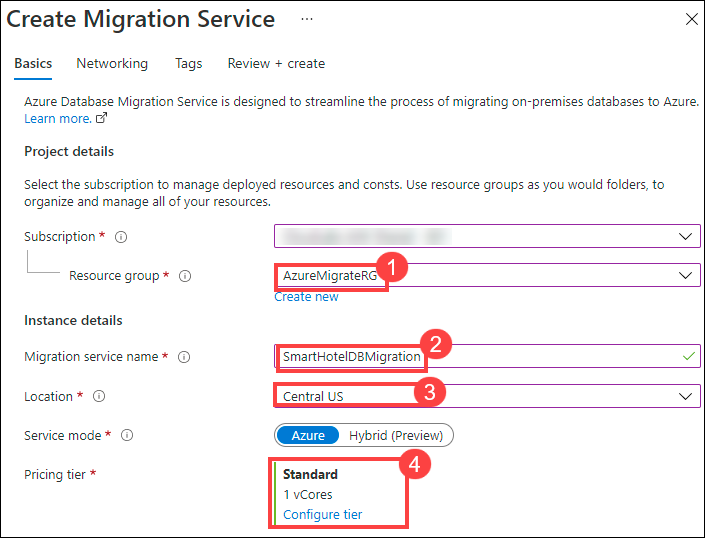 Create Migration Service ...
Basics Networking Tags Review + create
Azure Database Migration Service is designed to streamline the process of migrating on-premises databases to Azure.
Learn more.
Project details
Select the subscription to manage deployed resources and consts. Use resource groups as you would folders, to
organize and manage all of your resources.
Subscription *
Resource group * AzureMigrateRG 1
Create new
Instance details
Migration service name * SmartHotelDBMigration 2
Location * Central US 3
Service mode * Azure Hybrid (Preview)
Pricing tier * Standard 4
1 vCores
Configure tier